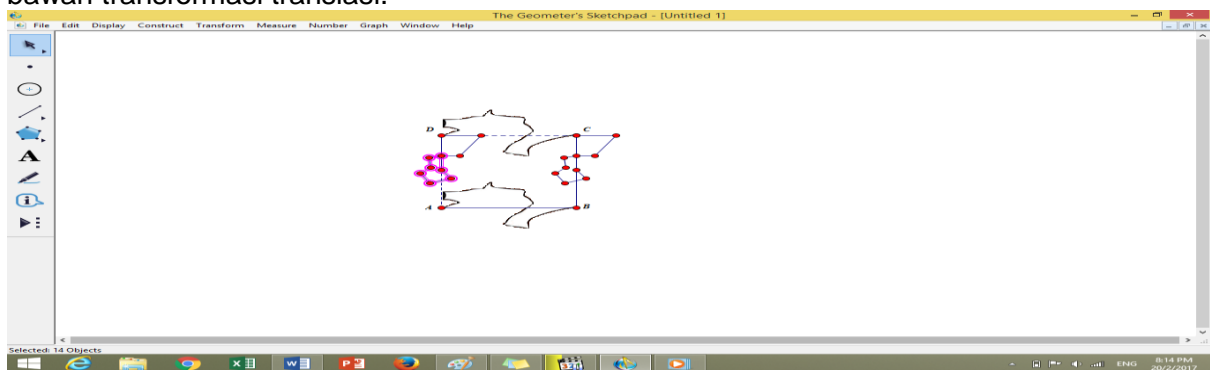 bawah transformasi translasi.
The Geometer's Sketchpad - [Untitled 1]
File Edit Display Construct Transform Measure Number Graph Window Help
D C
A B
Selected: 14 Objects
ENG 8:14 PM
20/2/2017